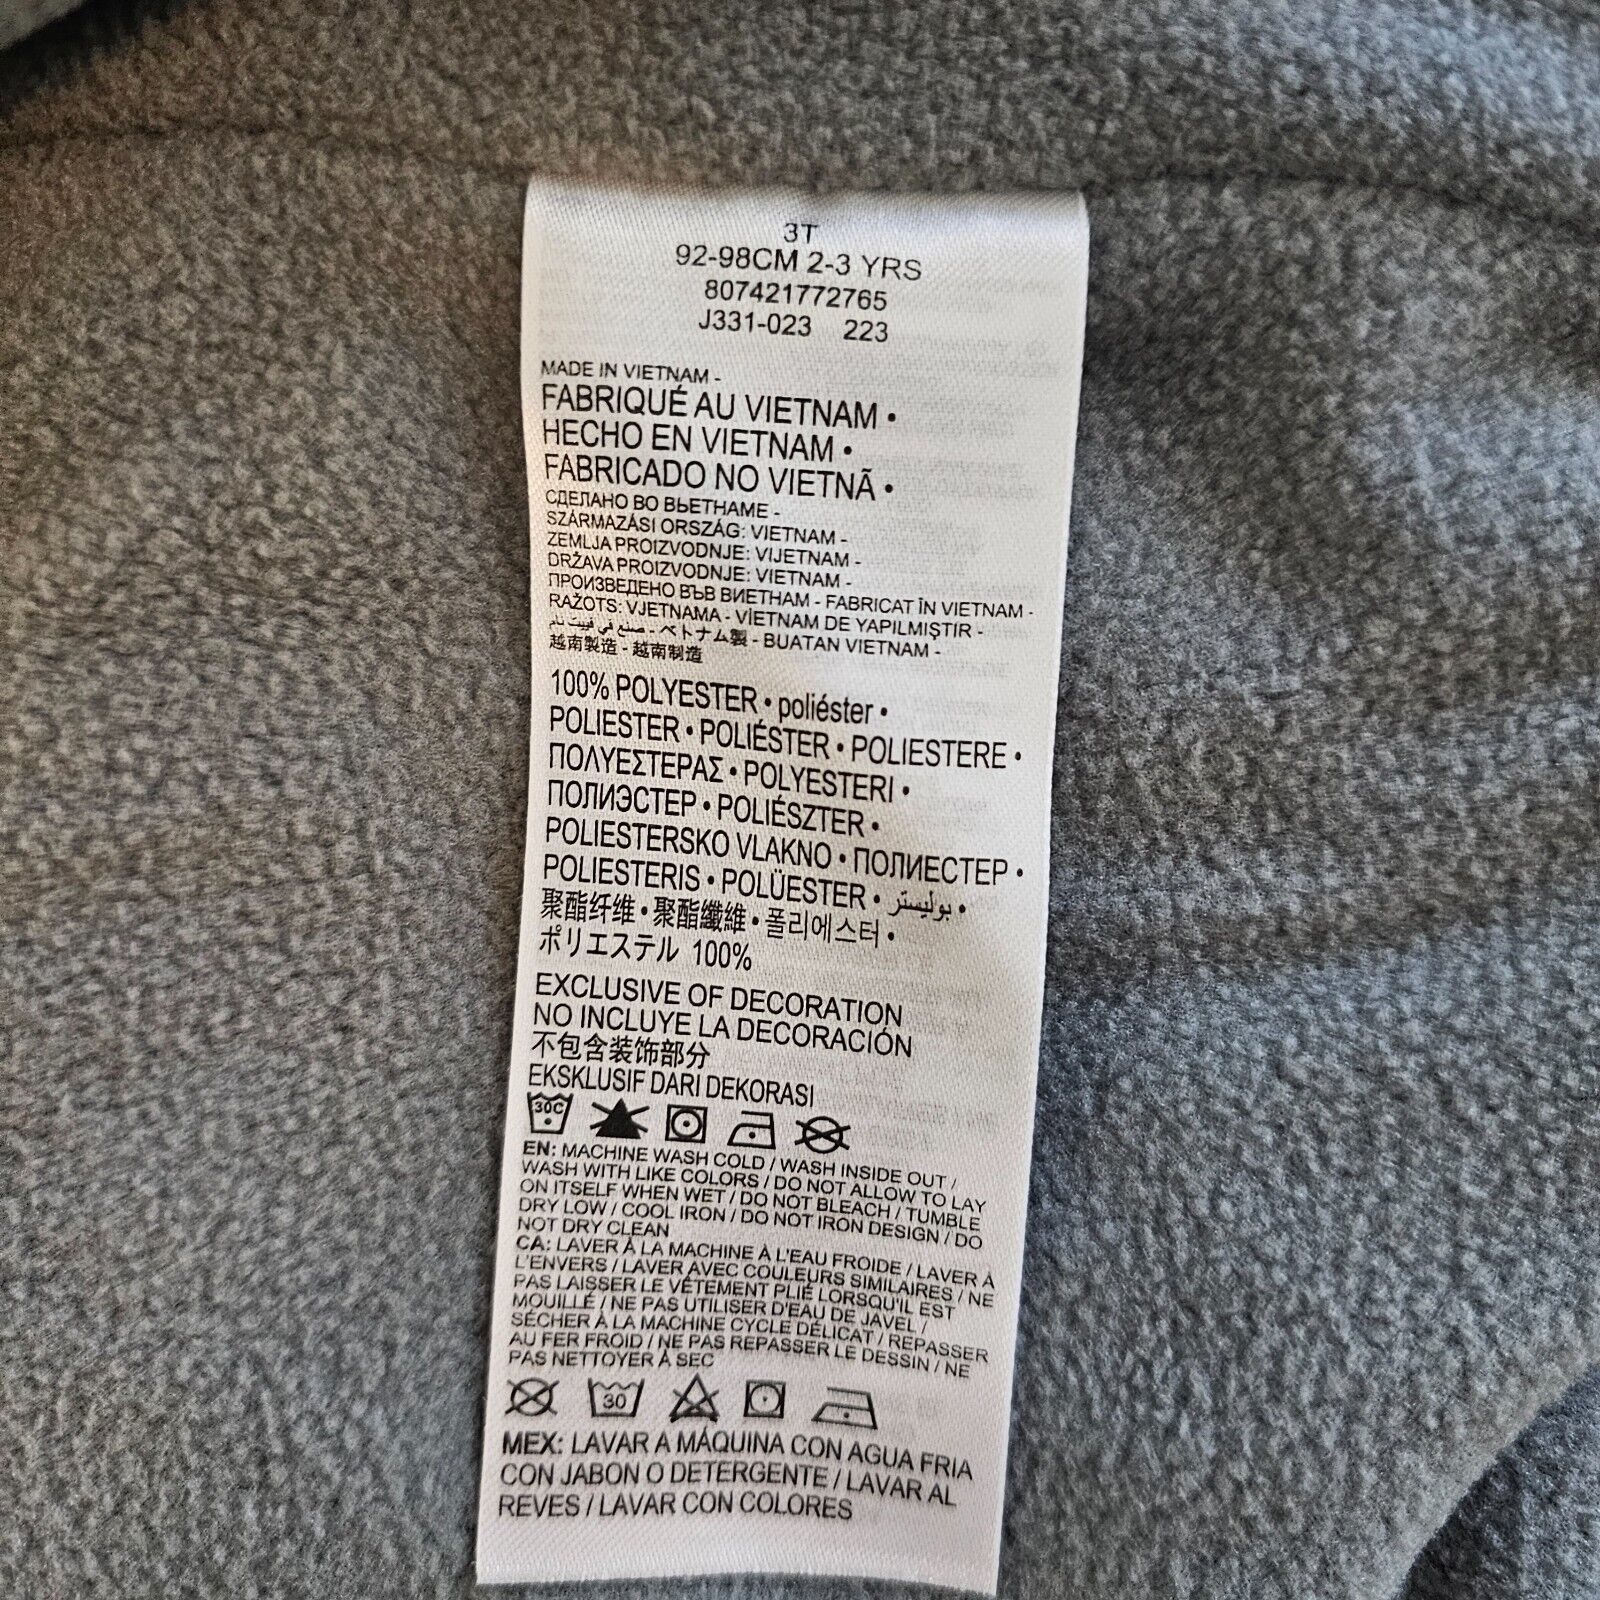 3T
92-98CM 2-3 YRS
807421772765
J331-023 223
MADE IN VIETNAM -
FABRIQUÉ AU VIETNAM •
HECHO EN VIETNAM •
FABRICADO NO VIETNÃ •
СДЕЛАНО ВО ВЬЕТНАМЕ -
SZÁRMAZÁSI ORSZÁG: VIETNAM -
ZEMLJA PROIZVODNJE: VIJETNAM -
DRŽAVA PROIZVODNJE: VIETNAM -
ПРОИЗВЕДЕНО ВЪВ ВИЕТНАМ - FABRICAT ÎN VIETNAM -
RAŽOTS: VJETNAMA - VİETNAM DE YAPILMIŞTIR -
صنع في فييت نام - ベトナム製 - BUATAN VIETNAM -
越南製造 - 越南制造
100% POLYESTER • poliéster •
POLIESTER • POLIÉSTER • POLIESTERE •
ΠΟΛΥΕΣΤΕΡΑΣ • POLYESTERI •
ПОЛИЭСТЕР • POLIÉSZTER •
POLIESTERSKO VLAKNO • ПОЛИЕСТЕР •
POLIESTERIS • POLÜESTER • بوليستر •
聚酯纤维 • 聚酯纖維 • 폴리에스터 •
ポリエステル 100%
EXCLUSIVE OF DECORATION
NO INCLUYE LA DECORACIÓN
不包含装饰部分
EKSKLUSIF DARI DEKORASI
30C
EN: MACHINE WASH COLD / WASH INSIDE OUT /
WASH WITH LIKE COLORS / DO NOT ALLOW TO LAY
ON ITSELF WHEN WET / DO NOT BLEACH / TUMBLE
DRY LOW / COOL IRON / DO NOT IRON DESIGN / DO
NOT DRY CLEAN
CA: LAVER À LA MACHINE À L'EAU FROIDE / LAVER À
L'ENVERS / LAVER AVEC COULEURS SIMILAIRES / NE
PAS LAISSER LE VÊTEMENT PLIÉ LORSQU'IL EST
MOUILLÉ / NE PAS UTILISER D'EAU DE JAVEL /
SÉCHER À LA MACHINE CYCLE DÉLICAT / REPASSER
AU FER FROID / NE PAS REPASSER LE DESSIN / NE
PAS NETTOYER À SEC
30
MEX: LAVAR A MÁQUINA CON AGUA FRIA
CON JABON O DETERGENTE / LAVAR AL
REVES / LAVAR CON COLORES